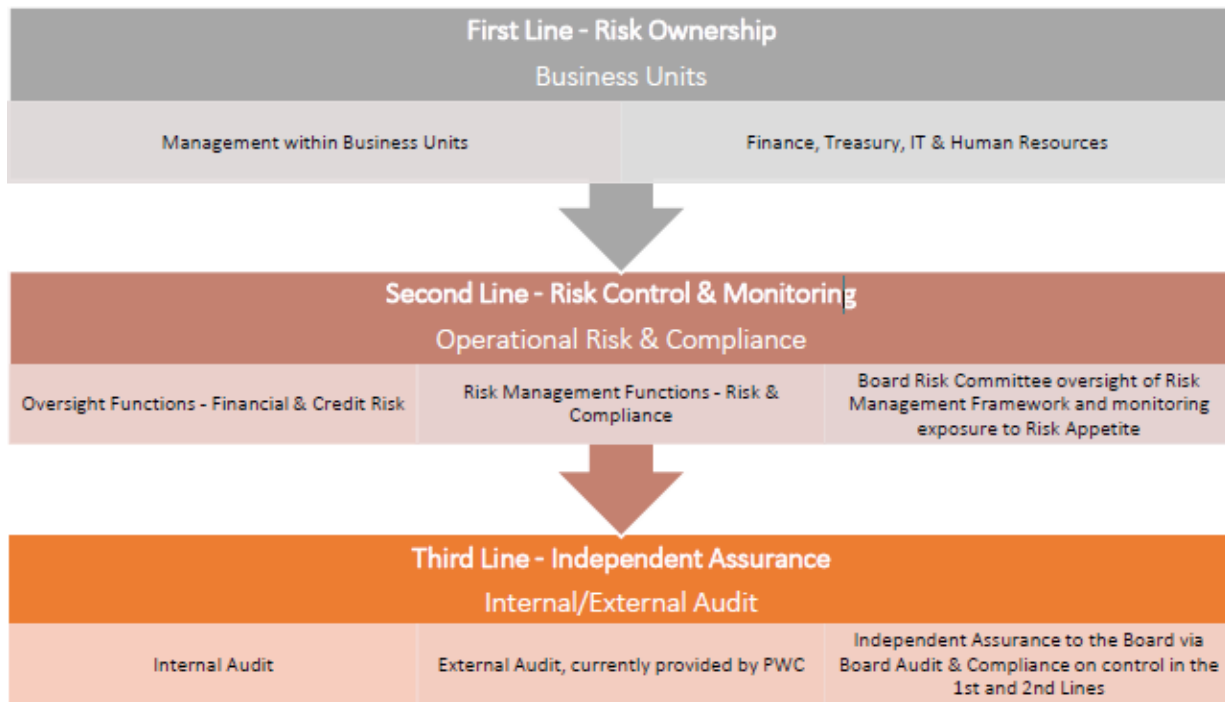 First Line - Risk Ownership
Business Units
Management within Business Units
Finance, Treasury, IT & Human Resources
Second Line - Risk Control & Monitoring
Operational Risk & Compliance
Oversight Functions - Financial & Credit Risk
Risk Management Functions - Risk &
Compliance
Board Risk Committee oversight of Risk
Management Framework and monitoring
exposure to Risk Appetite
Third Line - Independent Assurance
Internal/External Audit
Internal Audit
External Audit, currently provided by PWC
Independent Assurance to the Board via
Board Audit & Compliance on control in the
1st and 2nd Lines